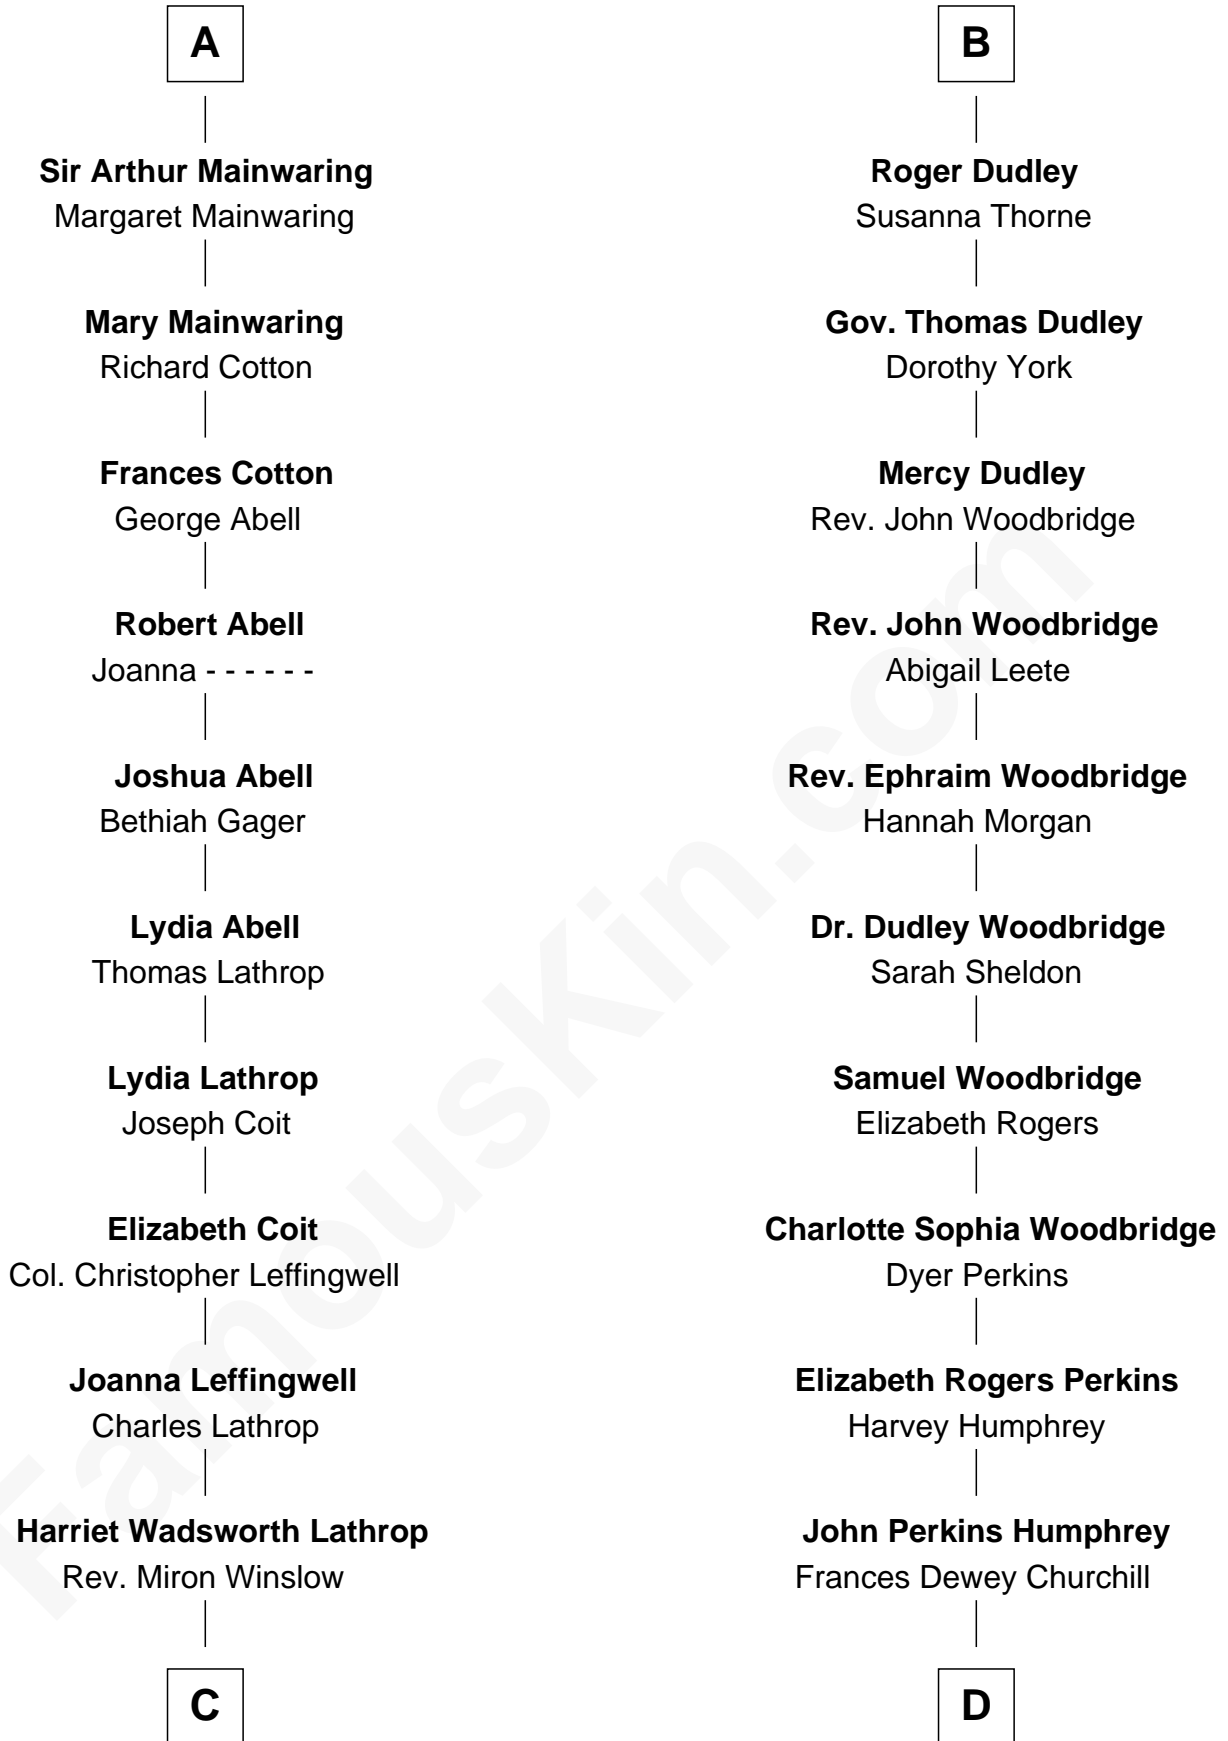 A
Sir Arthur Mainwaring
Margaret Mainwaring
Mary Mainwaring
Richard Cotton
Frances Cotton
George Abell
Robert Abell
Joanna - - - - - -
Joshua Abell
Bethiah Gager
Lydia Abell
Thomas Lathrop
Lydia Lathrop
Joseph Coit
Elizabeth Coit
Col. Christopher Leffingwell
Joanna Leffingwell
Charles Lathrop
Harriet Wadsworth Lathrop
Rev. Miron Winslow
C
B
Roger Dudley
Susanna Thorne
Gov. Thomas Dudley
Dorothy York
Mercy Dudley
Rev. John Woodbridge
Rev. John Woodbridge
Abigail Leete
Rev. Ephraim Woodbridge
Hannah Morgan
Dr. Dudley Woodbridge
Sarah Sheldon
Samuel Woodbridge
Elizabeth Rogers
Charlotte Sophia Woodbridge
Dyer Perkins
Elizabeth Rogers Perkins
Harvey Humphrey
John Perkins Humphrey
Frances Dewey Churchill
D
FamousKin.com